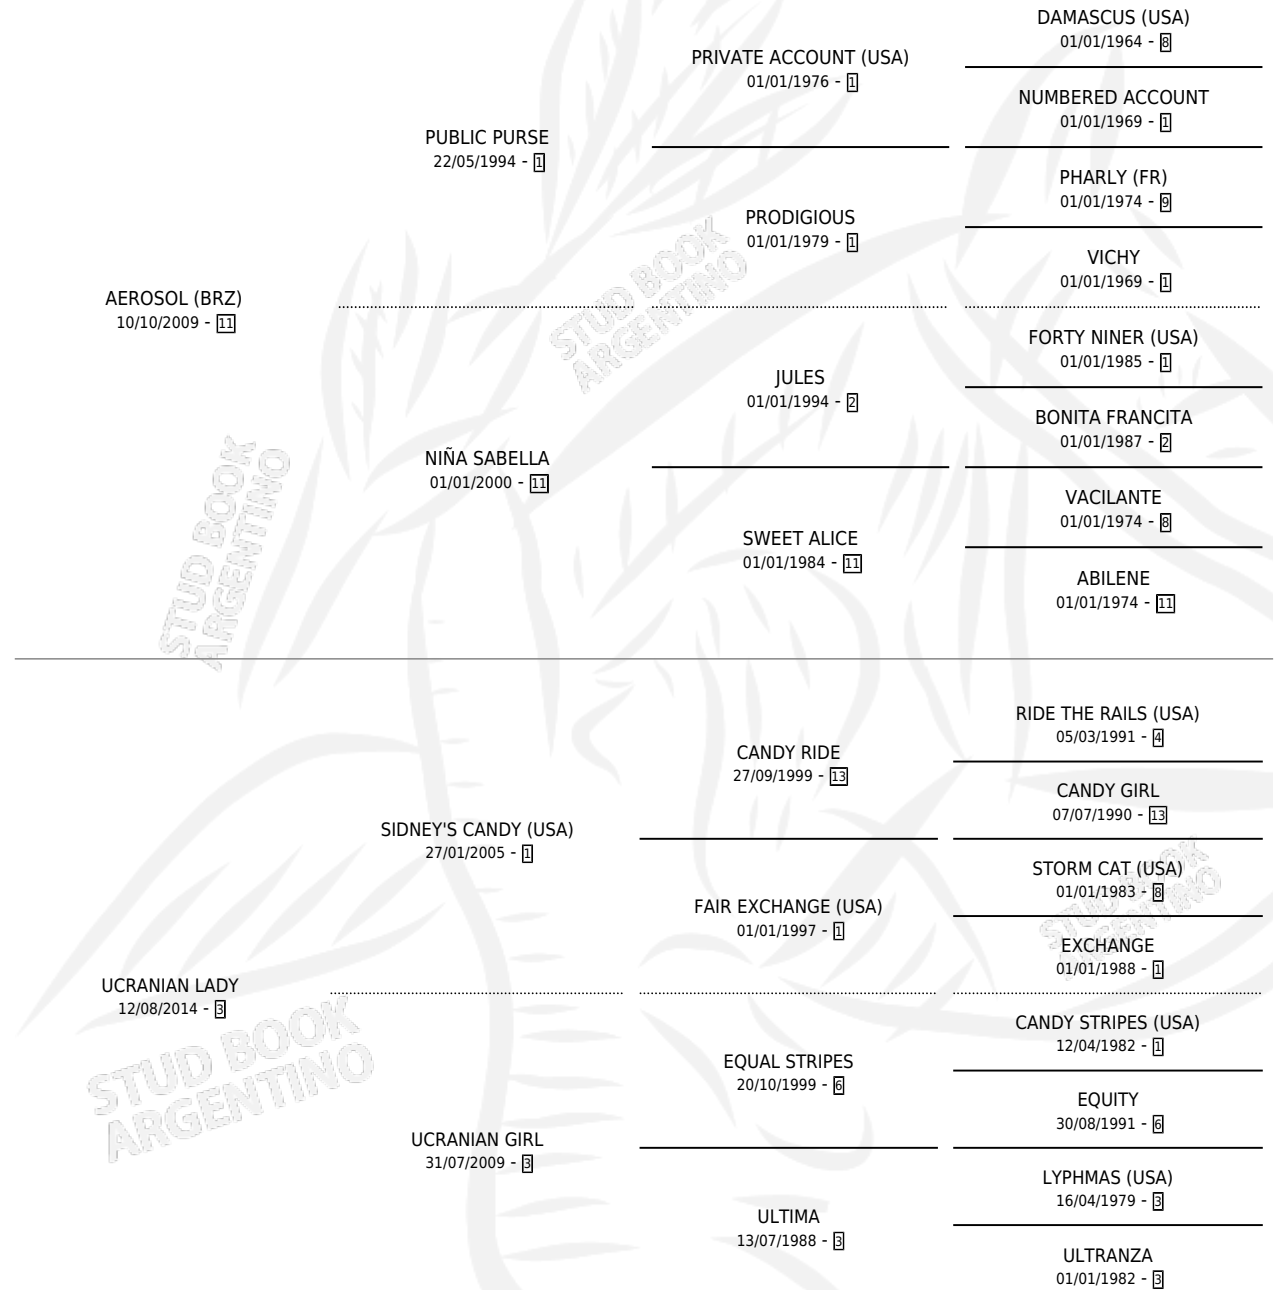 DAMASCUS (USA)
01/01/1964 - 8
PRIVATE ACCOUNT (USA)
01/01/1976 - 1
NUMBERED ACCOUNT
01/01/1969 - 1
PUBLIC PURSE
22/05/1994 - 1
PHARLY (FR)
01/01/1974 - 9
PRODIGIOUS
01/01/1979 - 1
VICHY
01/01/1969 - 1
AEROSOL (BRZ)
10/10/2009 - 11
FORTY NINER (USA)
01/01/1985 - 1
JULES
01/01/1994 - 2
BONITA FRANCITA
01/01/1987 - 2
NIÑA SABELLA
01/01/2000 - 11
VACILANTE
01/01/1974 - 8
SWEET ALICE
01/01/1984 - 11
ABILENE
01/01/1974 - 11
STUD BOOK
ARGENTINO
STUD BOOK
ARGENTINO
RIDE THE RAILS (USA)
05/03/1991 - 4
CANDY RIDE
27/09/1999 - 13
CANDY GIRL
07/07/1990 - 13
SIDNEY'S CANDY (USA)
27/01/2005 - 1
STORM CAT (USA)
01/01/1983 - 8
FAIR EXCHANGE (USA)
01/01/1997 - 1
EXCHANGE
01/01/1988 - 1
UCRANIAN LADY
12/08/2014 - 3
CANDY STRIPES (USA)
12/04/1982 - 1
EQUAL STRIPES
20/10/1999 - 6
EQUITY
30/08/1991 - 6
UCRANIAN GIRL
31/07/2009 - 3
LYPHMAS (USA)
16/04/1979 - 3
ULTIMA
13/07/1988 - 3
ULTRANZA
01/01/1982 - 3
STUD BOOK
ARGENTINO
STUD BOOK
ARGENTINO